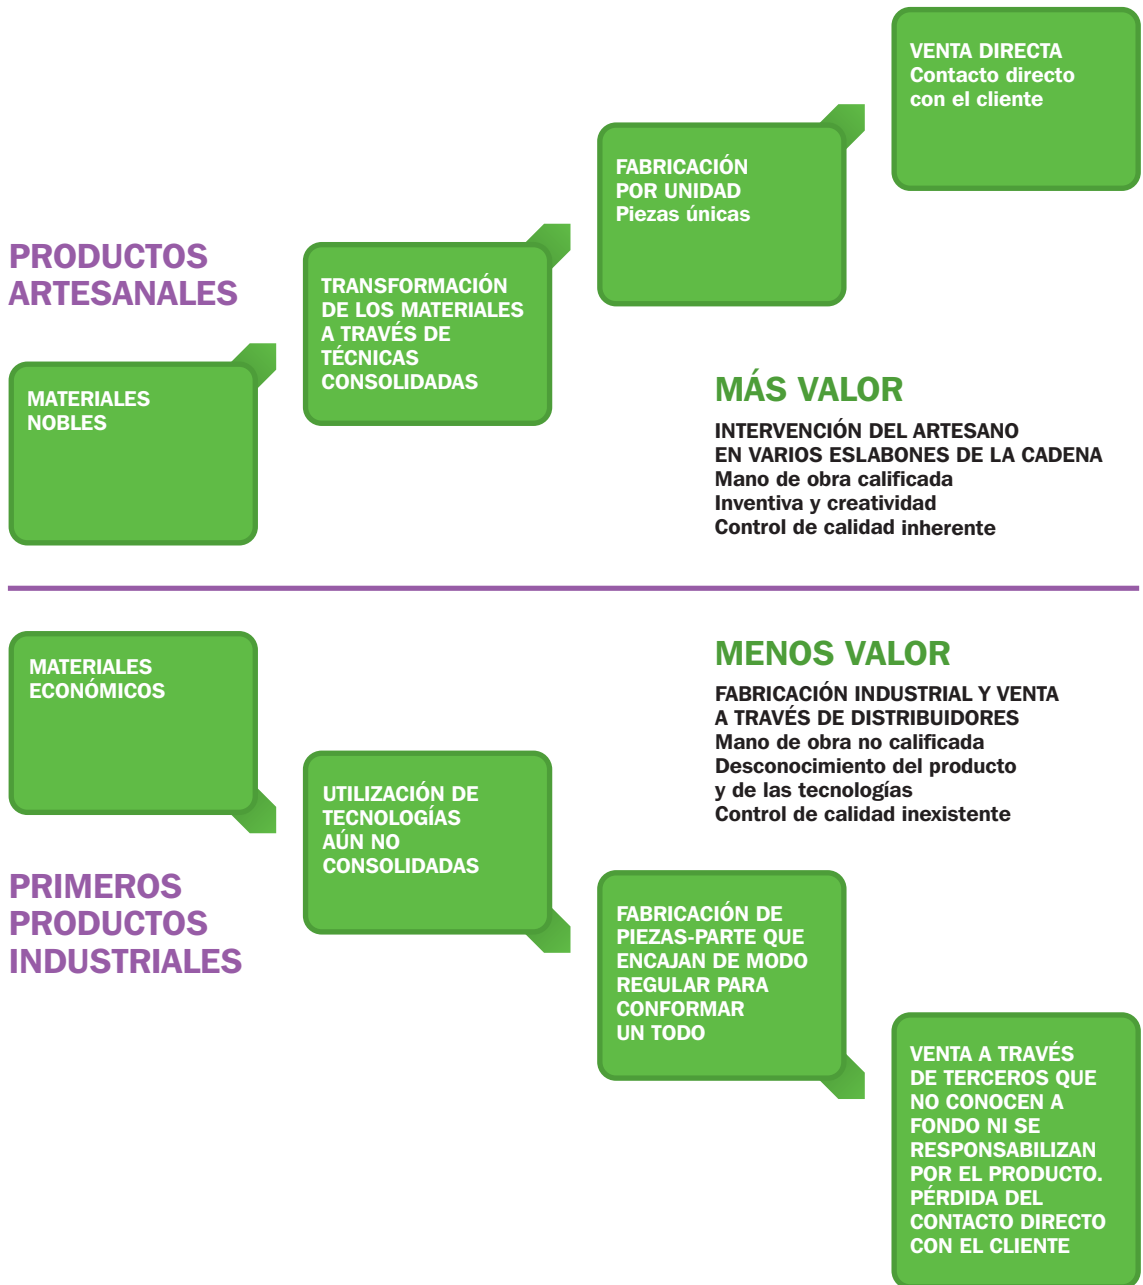 PRODUCTOS
ARTESANALES
MATERIALES
NOBLES
TRANSFORMACIÓN
DE LOS MATERIALES
A TRAVÉS DE
TÉCNICAS
CONSOLIDADAS
FABRICACIÓN
POR UNIDAD
Piezas únicas
VENTA DIRECTA
Contacto directo
con el cliente
MÁS VALOR
INTERVENCIÓN DEL ARTESANO
EN VARIOS ESLABONES DE LA CADENA
Mano de obra calificada
Inventiva y creatividad
Control de calidad inherente
PRIMEROS
PRODUCTOS
INDUSTRIALES
MATERIALES
ECONÓMICOS
UTILIZACIÓN DE
TECNOLOGÍAS
AÚN NO
CONSOLIDADAS
FABRICACIÓN DE
PIEZAS-PARTE QUE
ENCAJAN DE MODO
REGULAR PARA
CONFORMAR
UN TODO
VENTA A TRAVÉS
DE TERCEROS QUE
NO CONOCEN A
FONDO NI SE
RESPONSABILIZAN
POR EL PRODUCTO.
PÉRDIDA DEL
CONTACTO DIRECTO
CON EL CLIENTE
MENOS VALOR
FABRICACIÓN INDUSTRIAL Y VENTA
A TRAVÉS DE DISTRIBUIDORES
Mano de obra no calificada
Desconocimiento del producto
y de las tecnologías
Control de calidad inexistente